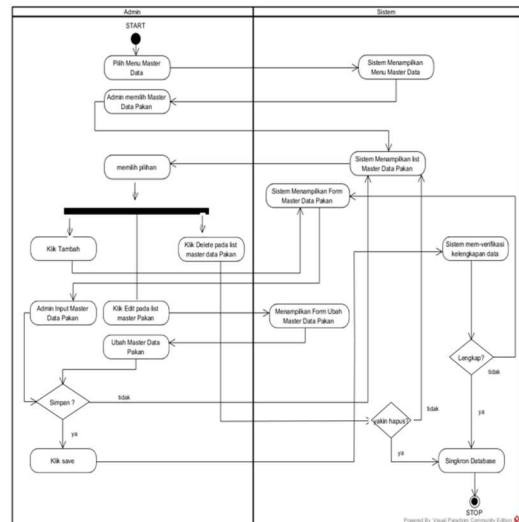 Admin
Sistem
START
Pilih Menu Master
Data
Sistem Menampilkan
Menu Master Data
Admin memilih Master
Data Pakan
memilih pilihan
Sistem Menampilkan list
Master Data Pakan
Sistem Menampilkan Form
Master Data Pakan
Klik Tambah
Klik Delete pada list
master data Pakan
Sistem mem-verifikasi
kelengkapan data
Admin Input Master
Data Pakan
Klik Edit pada list
master Pakan
Menampilkan Form Ubah
Master Data Pakan
Ubah Master Data
Pakan
Lengkap?
tidak
Simpan ?
tidak
yakin hapus?
tidak
ya
ya
ya
Klik save
Singkron Database
STOP
Powered By Visual Paradigm Community Edition